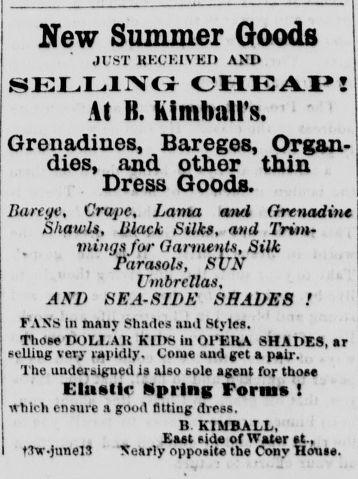 New Summer Goods
JUST RECEIVED AND
SELLING CHEAP!
At B. Kimball's.
Grenadines, Bareges, Organ-
dies, and other thin
Dress Goods.
Barege, Crape, Lama and Grenadine
Shawls, Black Silks, and Trim-
mings for Garments, Silk
Parasols, SUN
Umbrellas,
AND SEA-SIDE SHADES !
FANS in many Shades and Styles.
Those DOLLAR KIDS in OPERA SHADES, ar
selling very rapidly. Come and get a pair.
The undersigned is also sole agent for those
Elastic Spring Forms !
which ensure a good fitting dress.
B. KIMBALL,
East side of Water st.,
t3w-june13 Nearly opposite the Cony House.